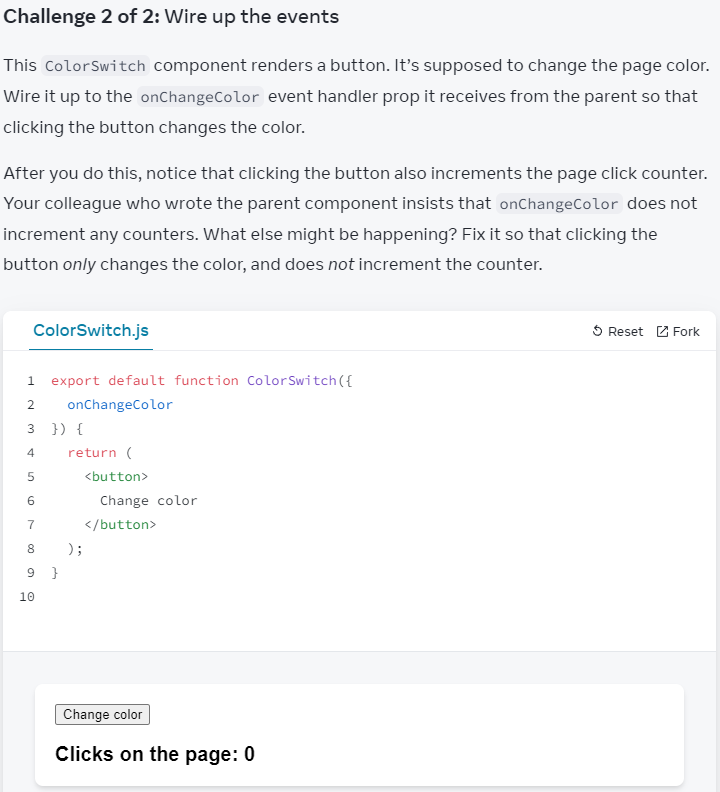 Challenge 2 of 2: Wire up the events
This ColorSwitch component renders a button. It’s supposed to change the page color.
Wire it up to the onChangeColor event handler prop it receives from the parent so that
clicking the button changes the color.
After you do this, notice that clicking the button also increments the page click counter.
Your colleague who wrote the parent component insists that onChangeColor does not
increment any counters. What else might be happening? Fix it so that clicking the
button only changes the color, and does not increment the counter.
ColorSwitch.js Reset Fork
1 export default function ColorSwitch({
2   onChangeColor
3 }) {
4   return (
5     <button>
6       Change color
7     </button>
8   );
9 }
10
Change color
Clicks on the page: 0